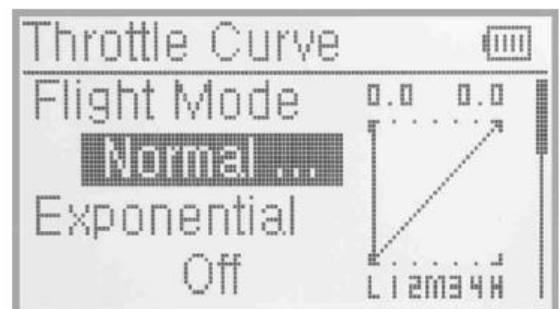 Throttle Curve
Flight Mode 0.0 0.0
Normal ...
Exponential
Off
L 1 2 M 3 4 H